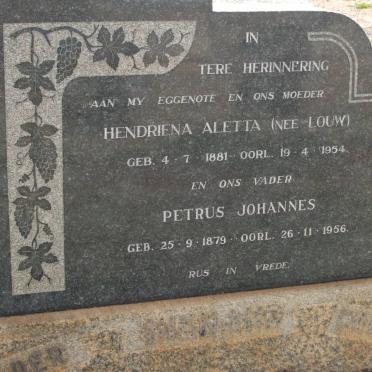 IN
TERE HERINNERING
AAN MY EGGENOTE EN ONS MOEDER
HENDRIENA ALETTA (NEE LOUW)
GEB. 4-7-1881 OORL. 19-4-1954.
EN ONS VADER
PETRUS JOHANNES
GEB. 25-9-1879 OORL. 26-11-1956.
RUS IN VREDE.